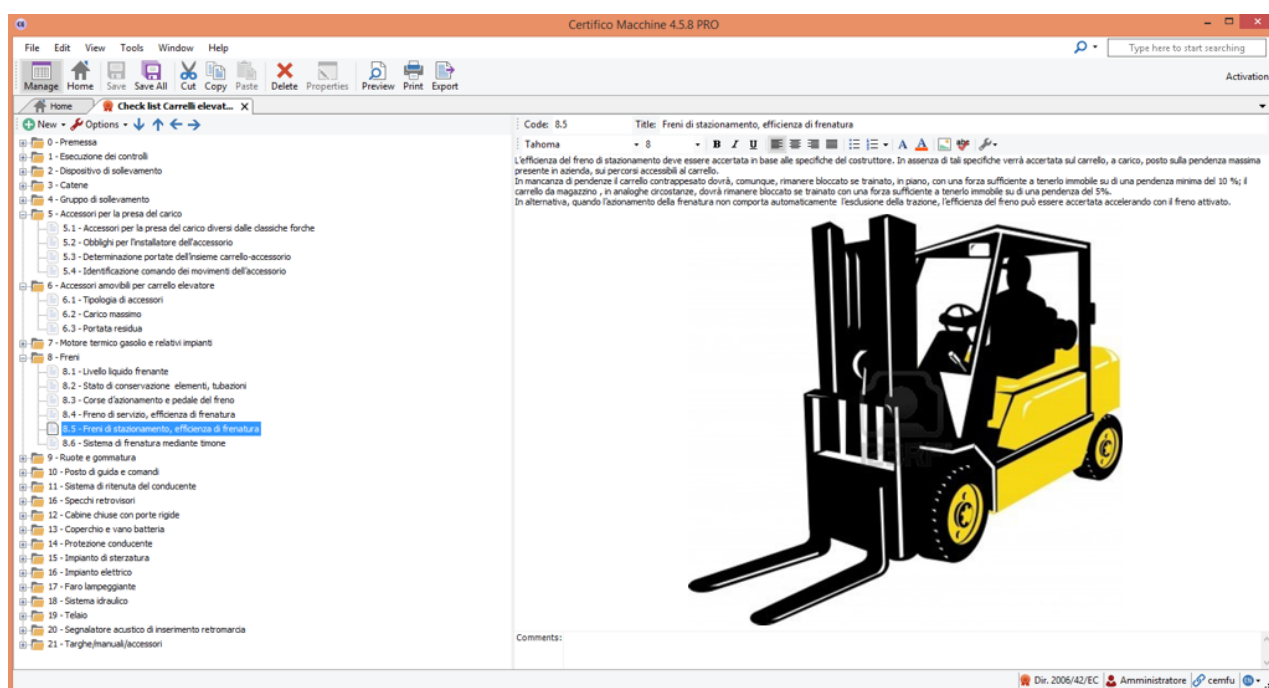 Certifico Macchine 4.5.8 PRO
File Edit View Tools Window Help
Type here to start searching
Manage Home Save Save All Cut Copy Paste Delete Properties Preview Print Export
Activation
Home Check list Carrelli elevat... X
New Options
Code: 8.5 Title: Freni di stazionamento, efficienza di frenatura
Tahoma 8 B I U A A abc
0 - Premessa
1 - Esecuzione dei controlli
2 - Dispositivo di sollevamento
3 - Catene
4 - Gruppo di sollevamento
5 - Accessori per la presa del carico
5.1 - Accessori per la presa del carico diversi dalle classiche forche
5.2 - Obblighi per l'installatore dell'accessorio
5.3 - Determinazione portate dell'insieme carrello-accessorio
5.4 - Identificazione comando dei movimenti dell'accessorio
6 - Accessori amovibili per carrello elevatore
6.1 - Tipologia di accessori
6.2 - Carico massimo
6.3 - Portata residua
7 - Motore termico gasolio e relativi impianti
8 - Freni
8.1 - Livello liquido frenante
8.2 - Stato di conservazione elementi, tubazioni
8.3 - Corse d'azionamento e pedale del freno
8.4 - Freno di servizio, efficienza di frenatura
8.5 - Freni di stazionamento, efficienza di frenatura
8.6 - Sistema di frenatura mediante timone
9 - Ruote e gommatura
10 - Posto di guida e comandi
11 - Sistema di ritenuta del conducente
16 - Specchi retrovisori
12 - Cabine chiuse con porte rigide
13 - Coperchio e vano batteria
14 - Protezione conducente
15 - Impianto di sterzatura
16 - Impianto elettrico
17 - Faro lampeggiante
18 - Sistema idraulico
19 - Telaio
20 - Segnalatore acustico di inserimento retromarcia
21 - Targhe/manuali/accessori
L'efficienza del freno di stazionamento deve essere accertata in base alle specifiche del costruttore. In assenza di tali specifiche verrà accertata sul carrello, a carico, posto sulla pendenza massima
presente in azienda, sui percorsi accessibili al carrello.
In mancanza di pendenze il carrello contrappesato dovrà, comunque, rimanere bloccato se trainato, in piano, con una forza sufficiente a tenerlo immobile su di una pendenza minima del 10 %; il
carrello da magazzino , in analoghe circostanze, dovrà rimanere bloccato se trainato con una forza sufficiente a tenerlo immobile su di una pendenza del 5%.
In alternativa, quando l'azionamento della frenatura non comporta automaticamente l'esclusione della trazione, l'efficienza del freno può essere accertata accelerando con il freno attivato.
Comments:
Dir. 2006/42/EC Amministratore cemfu